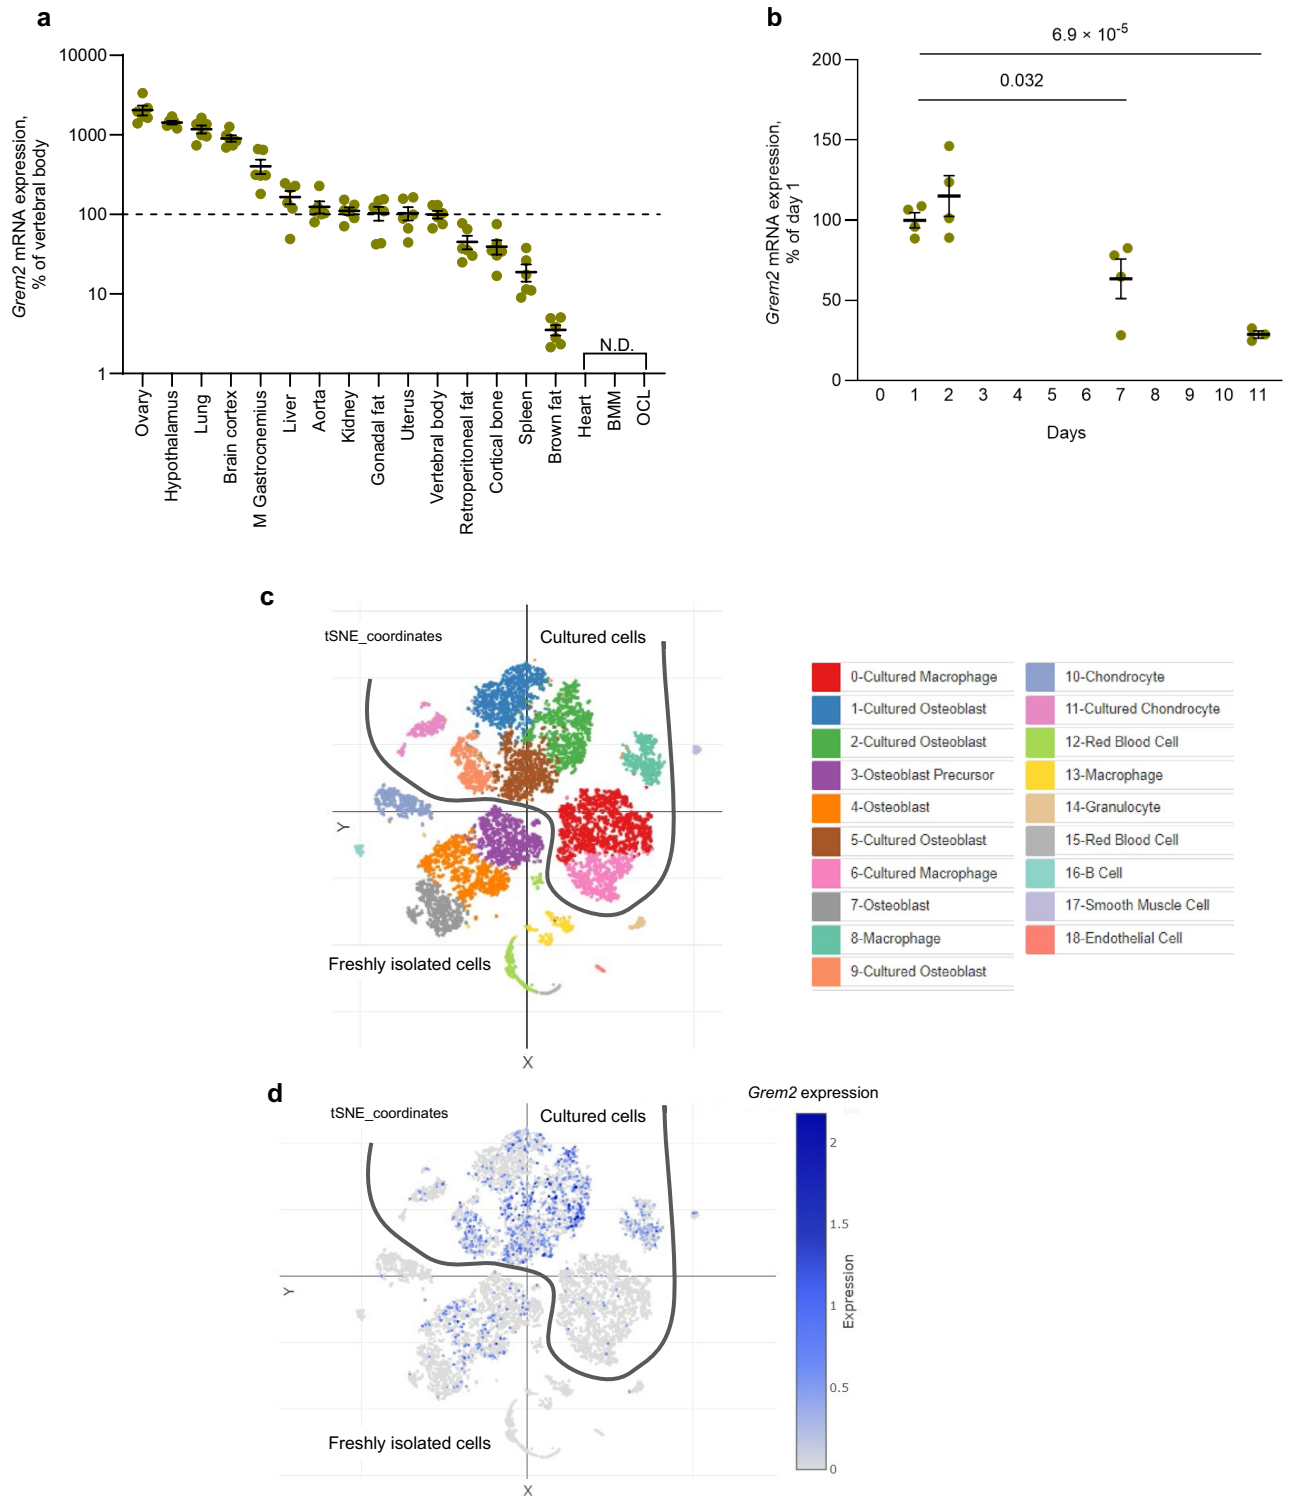 a
Grem2 mRNA expression,
% of vertebral body
10000
1000
100
10
1
N.D.
Ovary
Hypothalamus
Lung
Brain cortex
M Gastrocnemius
Liver
Aorta
Kidney
Gonadal fat
Uterus
Vertebral body
Retroperitoneal fat
Cortical bone
Spleen
Brown fat
Heart
BMM
OCL
b
Grem2 mRNA expression,
% of day 1
6.9 × 10⁻⁵
0.032
200
150
100
50
0
0 1 2 3 4 5 6 7 8 9 10 11
Days
c
tSNE_coordinates
Cultured cells
Y
Freshly isolated cells
X
0-Cultured Macrophage
1-Cultured Osteoblast
2-Cultured Osteoblast
3-Osteoblast Precursor
4-Osteoblast
5-Cultured Osteoblast
6-Cultured Macrophage
7-Osteoblast
8-Macrophage
9-Cultured Osteoblast
10-Chondrocyte
11-Cultured Chondrocyte
12-Red Blood Cell
13-Macrophage
14-Granulocyte
15-Red Blood Cell
16-B Cell
17-Smooth Muscle Cell
18-Endothelial Cell
d
tSNE_coordinates
Cultured cells
Y
Freshly isolated cells
X
Grem2 expression
2
1.5
1
0.5
0
Expression